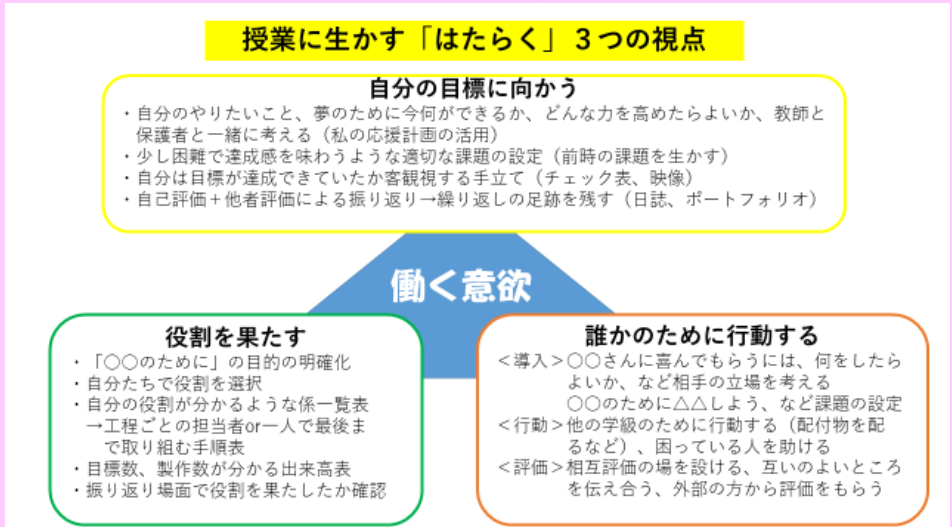 授業に生かす「はたらく」３つの視点
自分の目標に向かう
・自分のやりたいこと、夢のために今何ができるか、どんな力を高めたらよいか、教師と
保護者と一緒に考える（私の応援計画の活用）
・少し困難で達成感を味わうような適切な課題の設定（前時の課題を生かす）
・自分は目標が達成できていたか客観視する手立て（チェック表、映像）
・自己評価＋他者評価による振り返り→繰り返しの足跡を残す（日誌、ポートフォリオ）
働く意欲
役割を果たす
・「〇〇のために」の目的の明確化
・自分たちで役割を選択
・自分の役割が分かるような係一覧表
→工程ごとの担当者or一人で最後ま
で取り組む手順表
・目標数、製作数が分かる出来高表
・振り返り場面で役割を果たしたか確認
誰かのために行動する
＜導入＞〇〇さんに喜んでもらうには、何をしたら
よいか、など相手の立場を考える
〇〇のために△△しよう、など課題の設定
＜行動＞他の学級のために行動する（配付物を配
るなど）、困っている人を助ける
＜評価＞相互評価の場を設ける、互いのよいところ
を伝え合う、外部の方から評価をもらう